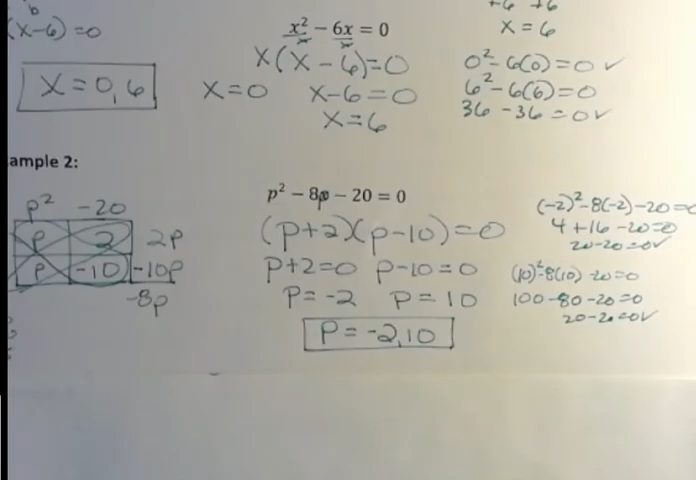 +6 +6
(x-6)=0
x² - 6x = 0
x = 6
x(x - 6)=0
0²-6(0)=0 ✓
x=0,6
x=0 x-6=0
6²-6(6)=0
x=6
36-36=0 ✓
ample 2:
p² - 8p - 20 = 0
p² -20
p 2 2p
p -10 -10p
-8p
(p+2)(p-10)=0
p+2=0 p-10=0
p=-2 p=10
p=-2,10
(-2)²-8(-2)-20=0
4+16-20=0
20-20=0 ✓
(10)²-8(10)-20=0
100-80-20=0
20-20=0 ✓